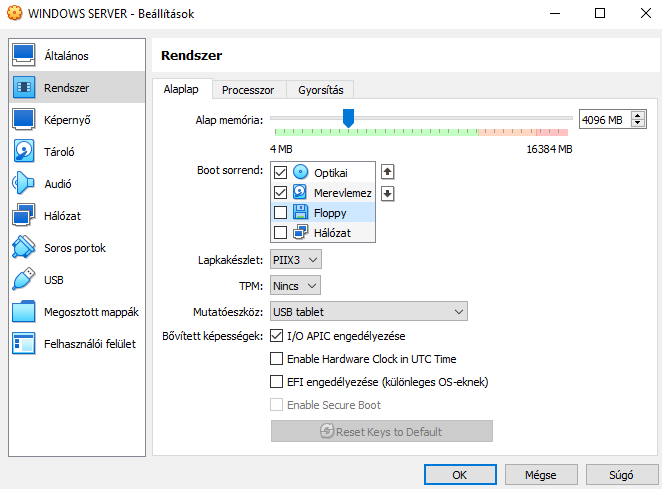 WINDOWS SERVER - Beállítások
Általános
Rendszer
Képernyő
Tároló
Audió
Hálózat
Soros portok
USB
Megosztott mappák
Felhasználói felület
Rendszer
Alaplap Processzor Gyorsítás
Alap memória: 4096 MB
4 MB 16384 MB
Boot sorrend: Optikai
Merevlemez
Floppy
Hálózat
Lapkakészlet: PIIX3
TPM: Nincs
Mutatóeszköz: USB tablet
Bővített képességek: I/O APIC engedélyezése
Enable Hardware Clock in UTC Time
EFI engedélyezése (különleges OS-eknek)
Enable Secure Boot
Reset Keys to Default
OK Mégse Súgó